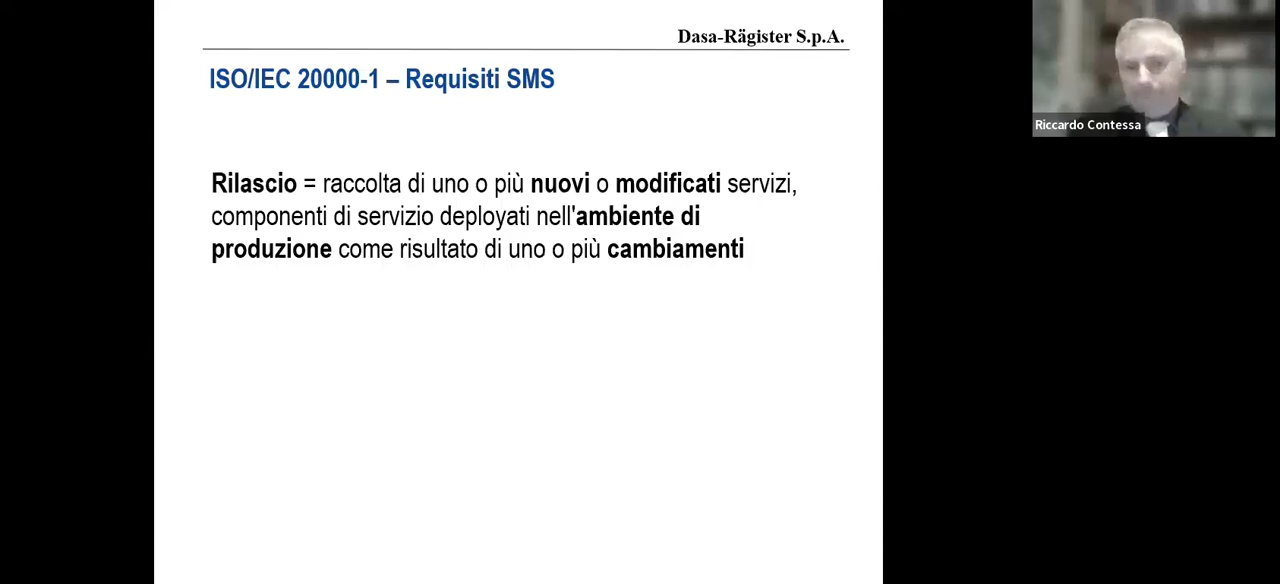 Dasa-Rägister S.p.A.
ISO/IEC 20000-1 – Requisiti SMS
Riccardo Contessa
Rilascio = raccolta di uno o più nuovi o modificati servizi,
componenti di servizio deployati nell'ambiente di
produzione come risultato di uno o più cambiamenti